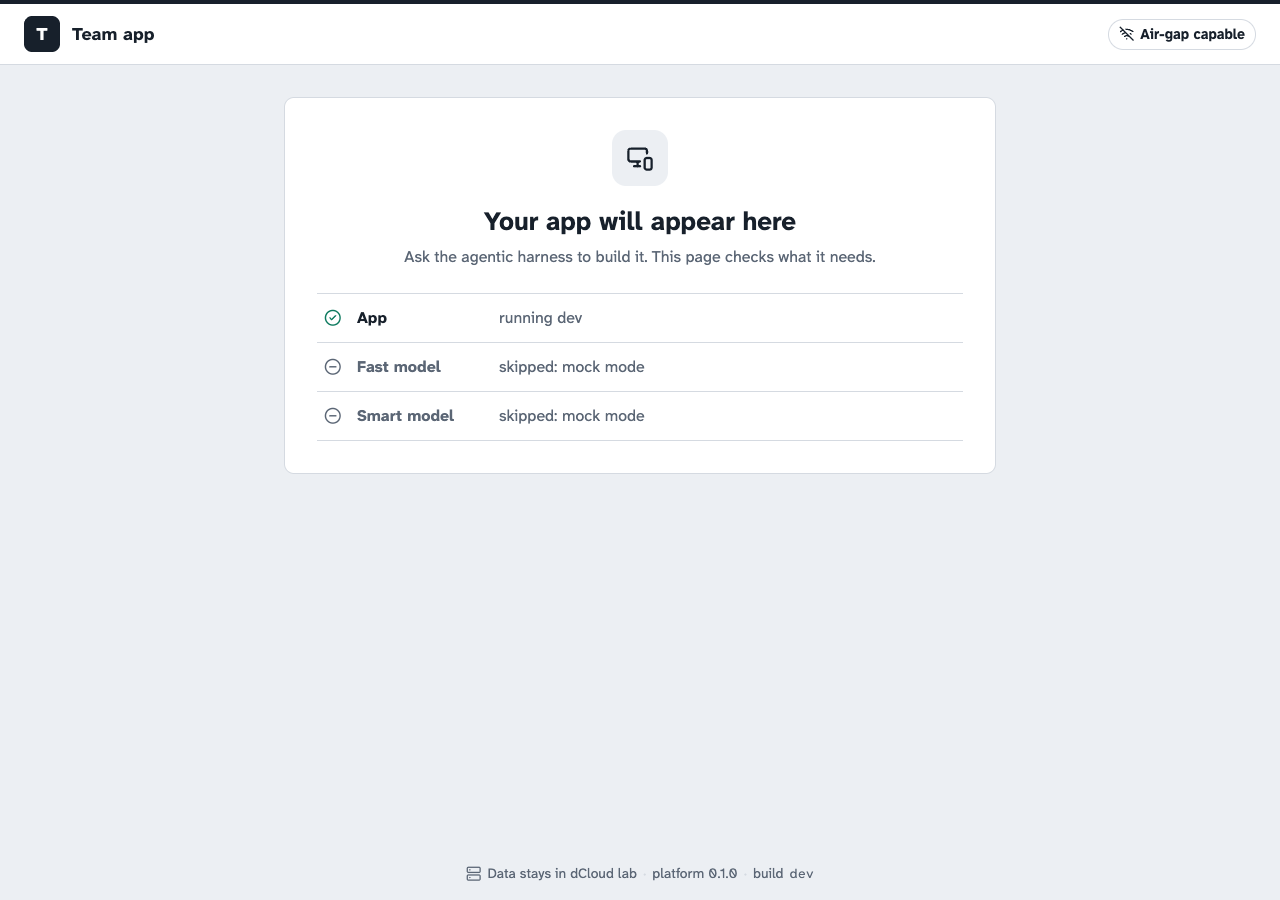 T Team app
Air-gap capable
Your app will appear here
Ask the agentic harness to build it. This page checks what it needs.
App running dev
Fast model skipped: mock mode
Smart model skipped: mock mode
Data stays in dCloud lab · platform 0.1.0 · build dev